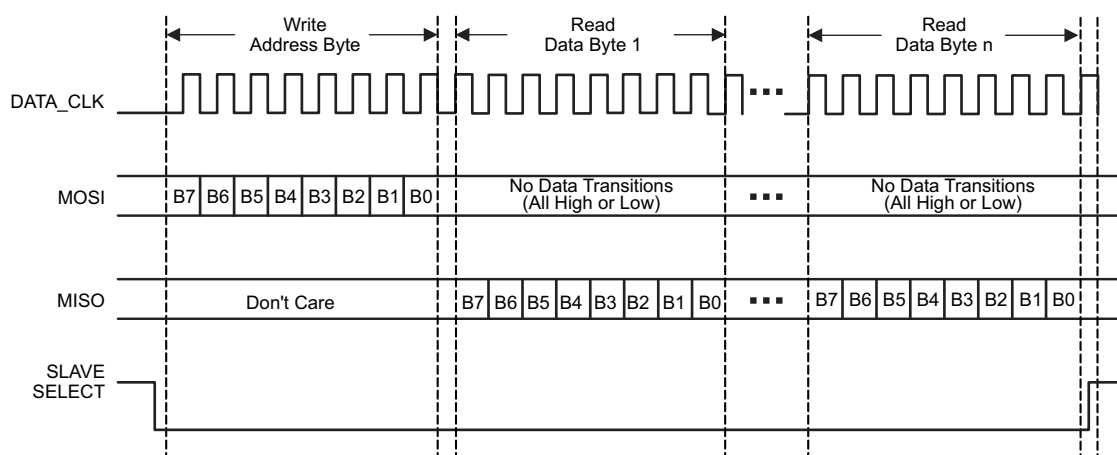 Write
Address Byte
Read
Data Byte 1
Read
Data Byte n
DATA_CLK
MOSI
B7 B6 B5 B4 B3 B2 B1 B0
No Data Transitions
(All High or Low)
No Data Transitions
(All High or Low)
MISO
Don't Care
B7 B6 B5 B4 B3 B2 B1 B0
B7 B6 B5 B4 B3 B2 B1 B0
SLAVE
SELECT